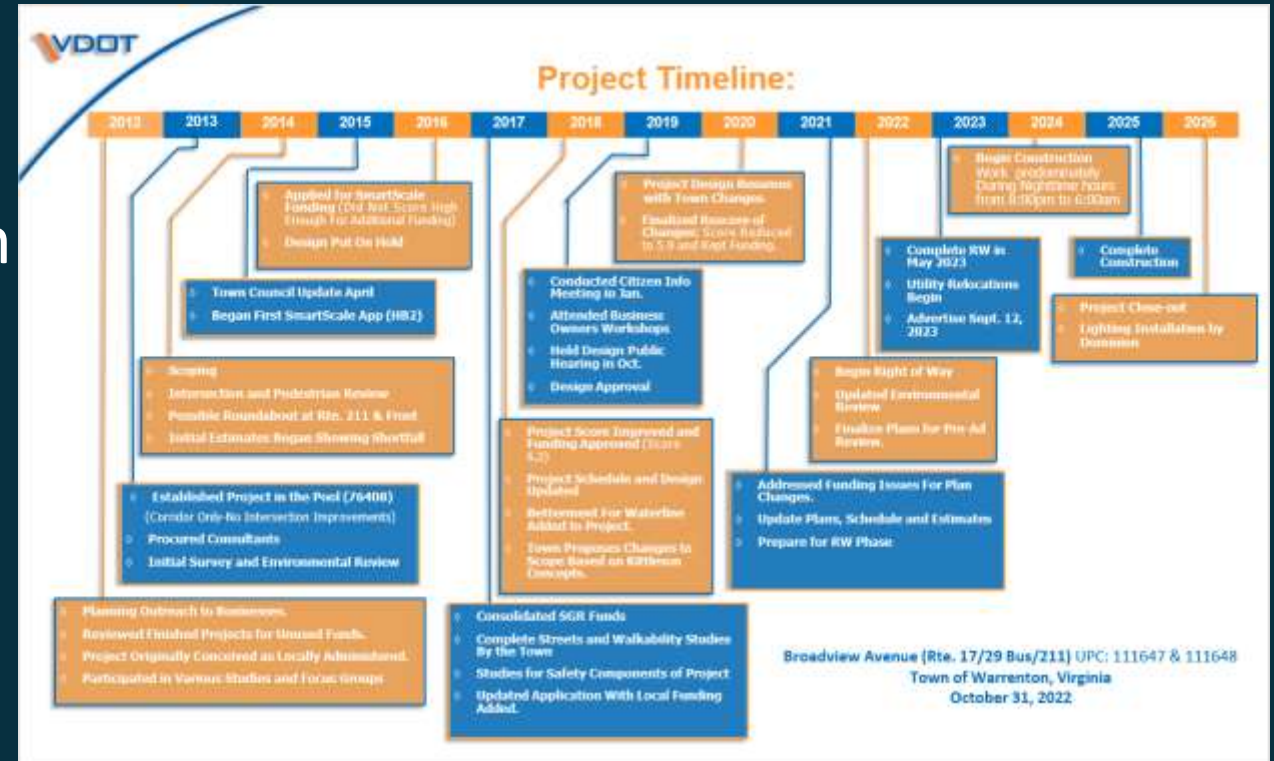 VDOT
Project Timeline:
2012 2013 2014 2015 2016 2017 2018 2019 2020 2021 2022 2023 2024 2025 2026
n
Applied for SmartScale
Funding (Did Not Score High
Enough For Additional Funding)
Design Put On Hold
Town Council Update April
Began First SmartScale App (HB2)
Scoping
Intersection and Pedestrian Review
Possible Roundabout at Rte. 211 & Frost
Initial Estimates Began Showing Shortfall
Established Project in the Pool (76408)
(Corridor Only-No Intersection Improvements)
Procured Consultants
Initial Survey and Environmental Review
Planning Outreach to Businesses.
Reviewed Finished Projects for Unused Funds.
Project Originally Conceived as Locally Administered.
Participated in Various Studies and Focus Groups
Project Design Resumes
with Town Changes.
Finalized Rescore of
Changes: Score Reduced
to 5.9 and Kept Funding.
Conducted Citizen Info
Meeting in Jan.
Attended Business
Owners Workshops
Held Design Public
Hearing in Oct.
Design Approval
Project Score Improved and
Funding Approved (Score
Project Schedule and Design
Updated
Betterment For Waterline
Added to Project.
Town Proposes Changes to
Scope Based on Kittleson
Concepts.
Consolidated SGR Funds
Complete Streets and Walkability Studies
By the Town
Studies for Safety Components of Project
Updated Application With Local Funding
Added.
Begin Construction
Work predominately
During Nighttime hours
from 8:00pm to 6:00am
Complete RW in
May 2023
Utility Relocations
Begin
Advertise Sept. 12,
2023
Complete
Construction
Project Close-out
Lighting Installation by
Dominion
Begin Right of Way
Updated Environmental
Review
Finalize Plans for Pre-Ad
Review.
Addressed Funding Issues For Plan
Changes.
Update Plans, Schedule and Estimates
Prepare for RW Phase
Broadview Avenue (Rte. 17/29 Bus/211) UPC: 111647 & 111648
Town of Warrenton, Virginia
October 31, 2022